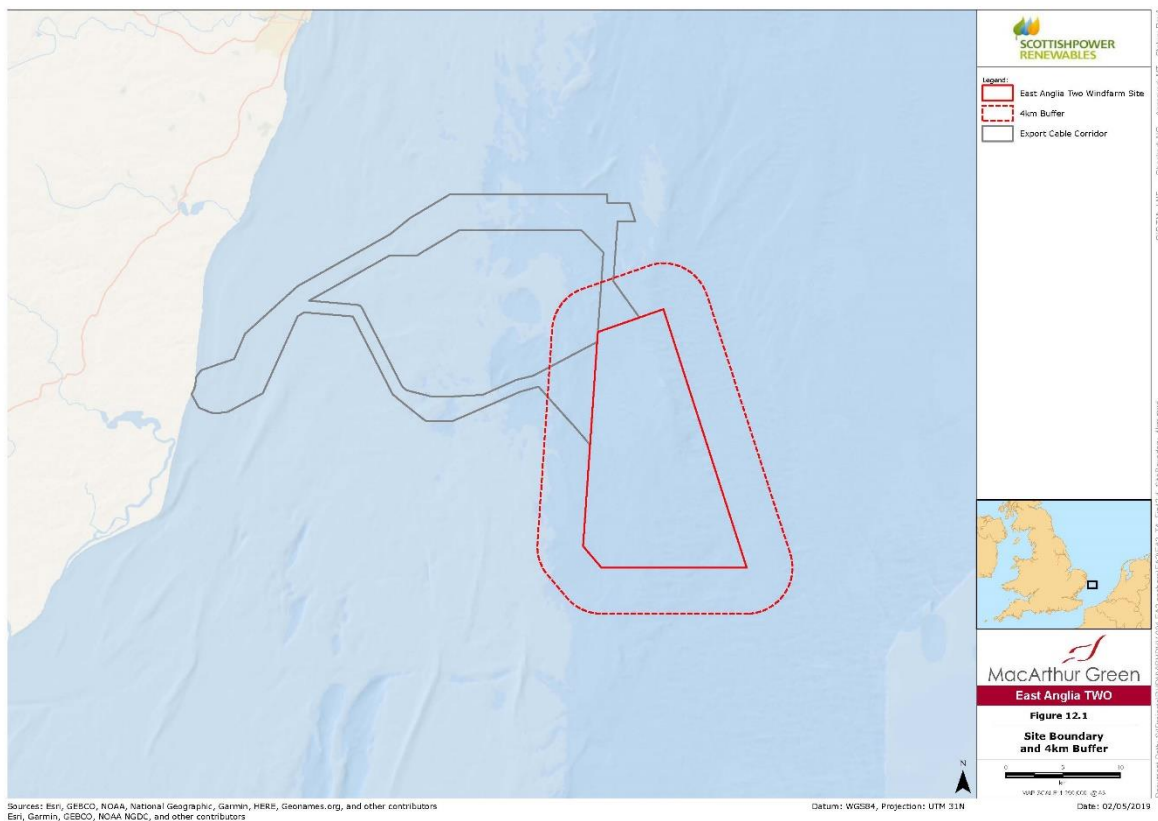 SCOTTISHPOWER
RENEWABLES
Legend:
East Anglia Two Windfarm Site
4km Buffer
Export Cable Corridor
MacArthur Green
East Anglia TWO
Figure 12.1
Site Boundary
and 4km Buffer
0 5 10
N
Sources: Esri, GEBCO, NOAA, National Geographic, Garmin, HERE, Geonames.org, and other contributors
Esri, Garmin, GEBCO, NOAA NGDC, and other contributors
Datum: WGS84, Projection: UTM 31N
Date: 02/05/2019